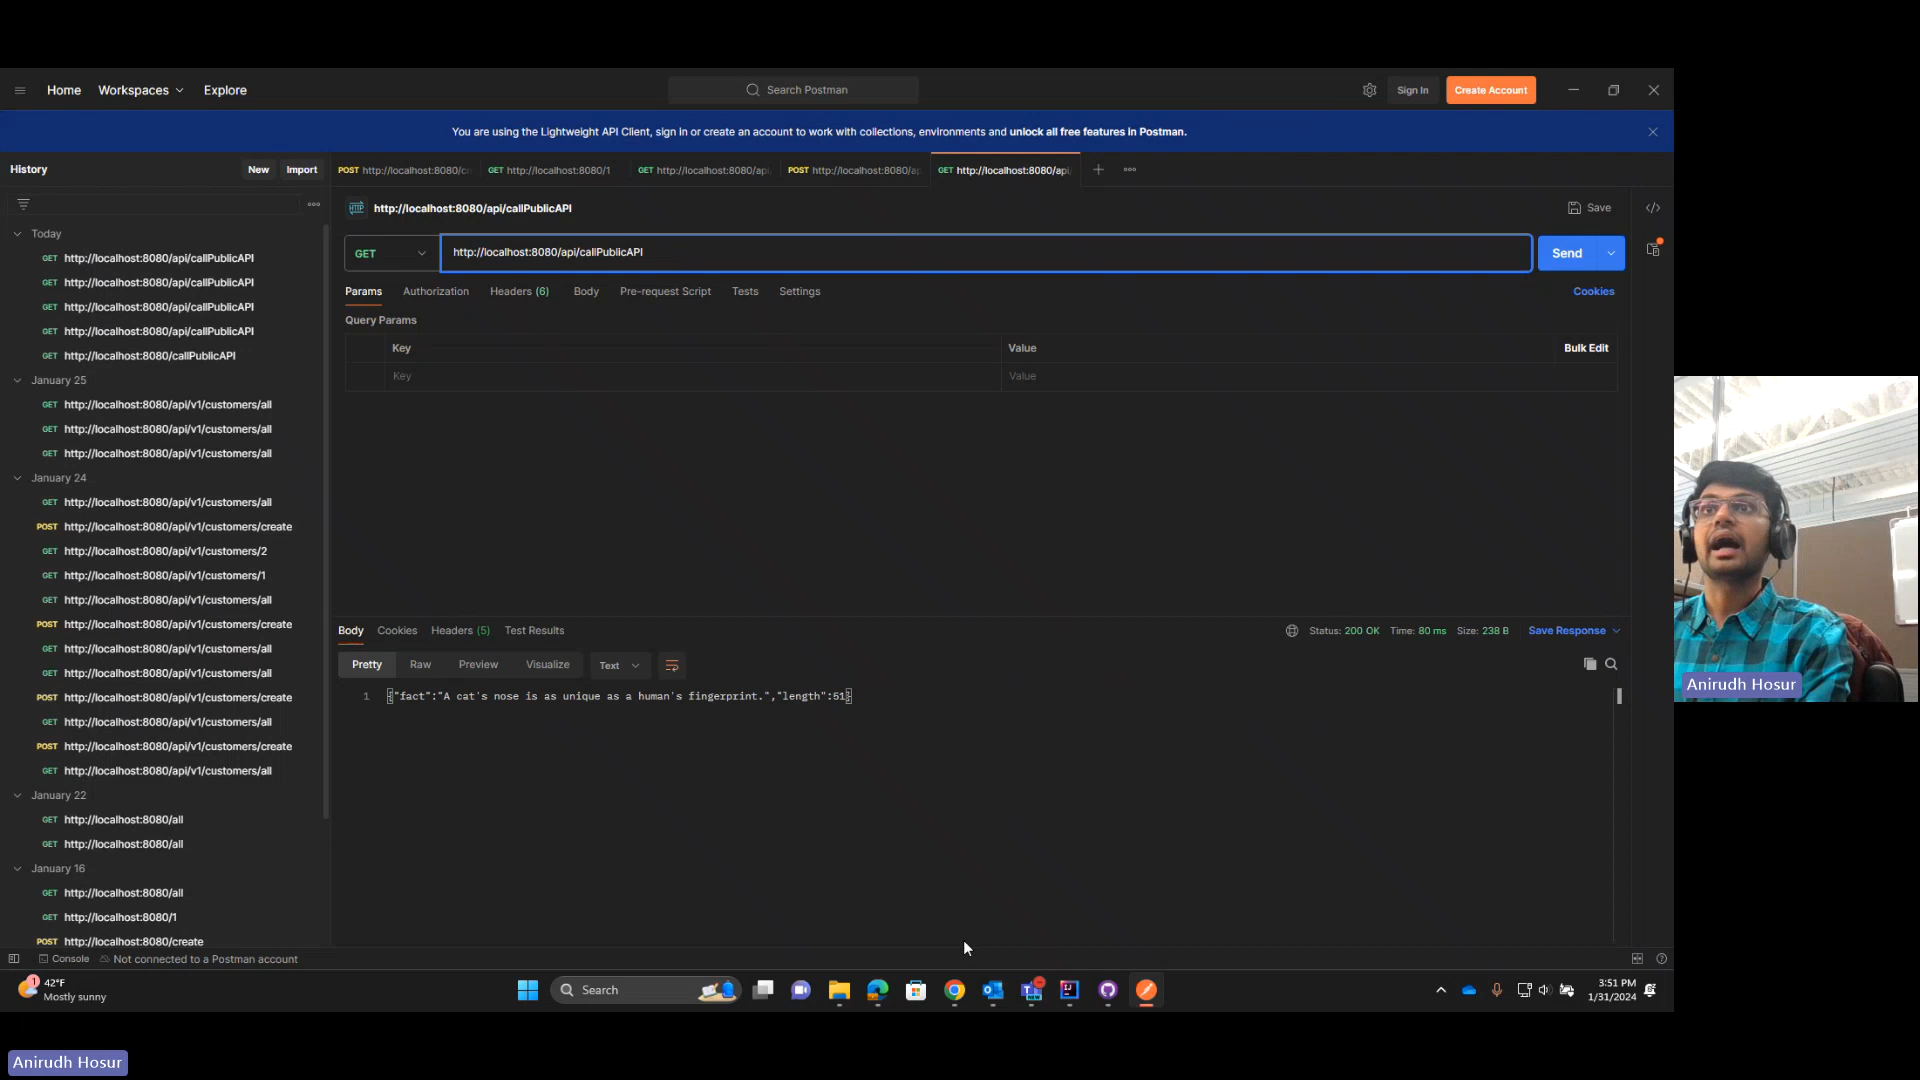 Home Workspaces Explore
Search Postman
Sign In Create Account
You are using the Lightweight API Client, sign in or create an account to work with collections, environments and unlock all free features in Postman.
History
New Import
POST http://localhost:8080/cr
GET http://localhost:8080/1
GET http://localhost:8080/api
POST http://localhost:8080/ap
GET http://localhost:8080/api
HTTP http://localhost:8080/api/callPublicAPI
Save
GET http://localhost:8080/api/callPublicAPI
Send
Params Authorization Headers (6) Body Pre-request Script Tests Settings
Cookies
Query Params
Key Value Bulk Edit
Key Value
Today
GET http://localhost:8080/api/callPublicAPI
GET http://localhost:8080/api/callPublicAPI
GET http://localhost:8080/api/callPublicAPI
GET http://localhost:8080/api/callPublicAPI
GET http://localhost:8080/callPublicAPI
January 25
GET http://localhost:8080/api/v1/customers/all
GET http://localhost:8080/api/v1/customers/all
GET http://localhost:8080/api/v1/customers/all
January 24
GET http://localhost:8080/api/v1/customers/all
POST http://localhost:8080/api/v1/customers/create
GET http://localhost:8080/api/v1/customers/2
GET http://localhost:8080/api/v1/customers/1
GET http://localhost:8080/api/v1/customers/all
POST http://localhost:8080/api/v1/customers/create
GET http://localhost:8080/api/v1/customers/all
GET http://localhost:8080/api/v1/customers/all
POST http://localhost:8080/api/v1/customers/create
GET http://localhost:8080/api/v1/customers/all
POST http://localhost:8080/api/v1/customers/create
GET http://localhost:8080/api/v1/customers/all
January 22
GET http://localhost:8080/all
GET http://localhost:8080/all
January 16
GET http://localhost:8080/all
GET http://localhost:8080/1
POST http://localhost:8080/create
Body Cookies Headers (5) Test Results
Status: 200 OK Time: 80 ms Size: 238 B Save Response
Pretty Raw Preview Visualize Text
1 {"fact":"A cat's nose is as unique as a human's fingerprint.","length":51}
Console Not connected to a Postman account
1
42°F
Mostly sunny
Search
3:51 PM
1/31/2024
Anirudh Hosur
Anirudh Hosur